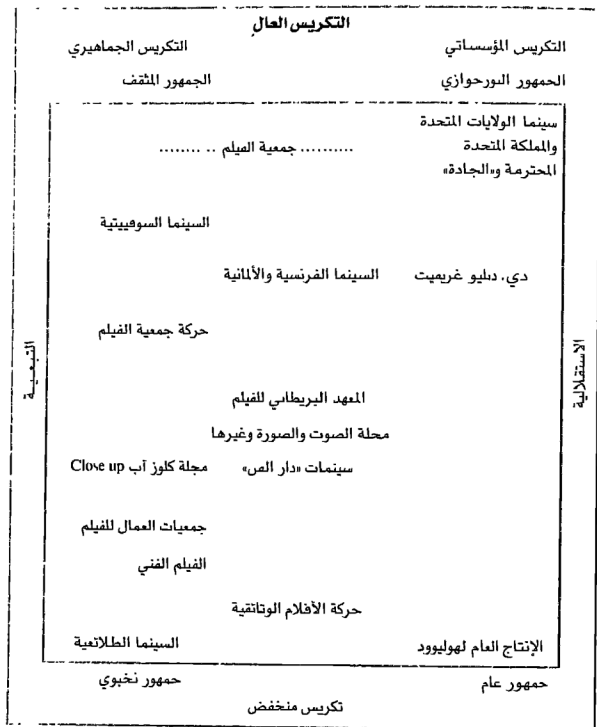 التكريس العال
التكريس المؤسساتي التكريس الجماهيري
الجمهور البورجوازي الجمهور المثقف
سينما الولايات المتحدة
والمملكة المتحدة .......... جمعية الفيلم .. ........
المحترمة و«الجادة»
السينما السوفييتية
دي. دبليو غريفيث السينما الفرنسية والألمانية
حركة جمعية الفيلم
الاستقلالية
التبعية
المعهد البريطاني للفيلم
مجلة الصوت والصورة وغيرها
سينمات «دار الفن» مجلة كلوز آب Close up
جمعيات العمال للفيلم
الفيلم الفني
حركة الأفلام الوثائقية
الإنتاج العام لهوليوود السينما الطلائعية
جمهور عام جمهور نخبوي
تكريس منخفض